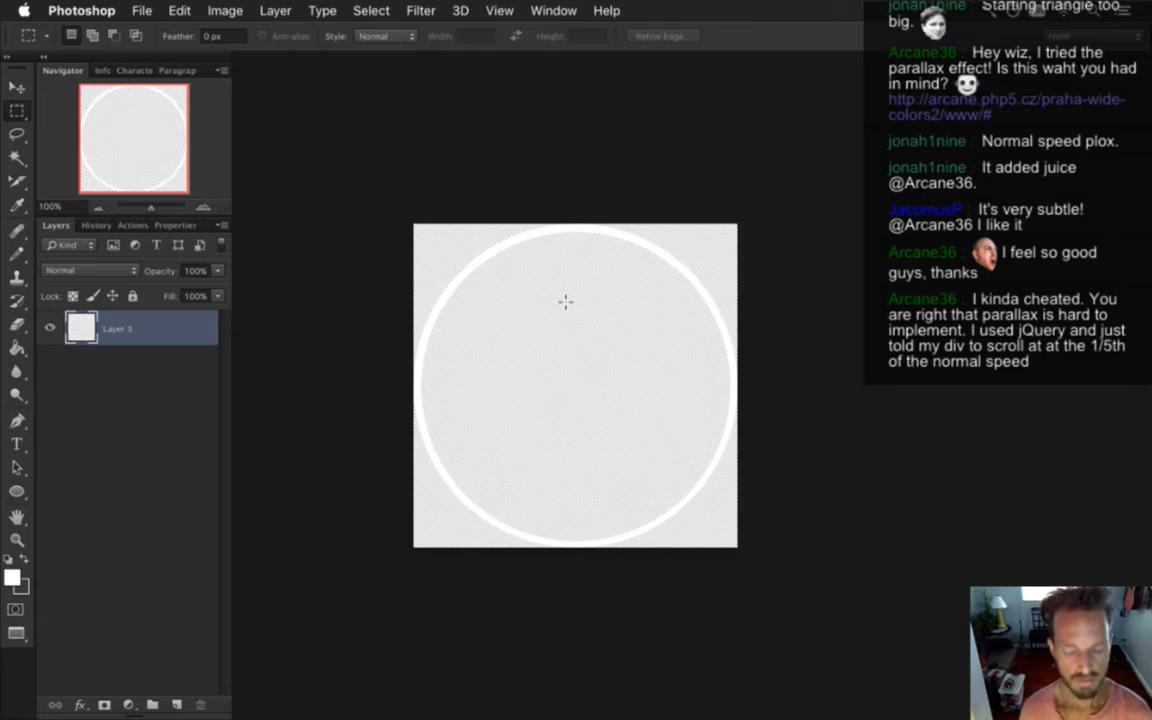 Photoshop File Edit Image Layer Type Select Filter 3D View Window Help
Feather: 0 px Anti-alias Style: Normal Width: Height: Refine Edge...
Navigator Info Characte Paragrap
100%
Layers History Actions Properties
Kind
Normal Opacity: 100%
Lock: Fill: 100%
Layer 3
fx
jonah1nine : Starting triangle too
big.
Arcane36 : Hey wiz, I tried the
parallax effect! Is this waht you had
in mind?
http://arcane.php5.cz/praha-wide-
colors2/www/#
jonah1nine : Normal speed plox.
jonah1nine : It added juice
@Arcane36.
JacomusP : It's very subtle!
@Arcane36 I like it
Arcane36 : I feel so good
guys, thanks
Arcane36 : I kinda cheated. You
are right that parallax is hard to
implement. I used jQuery and just
told my div to scroll at at the 1/5th
of the normal speed